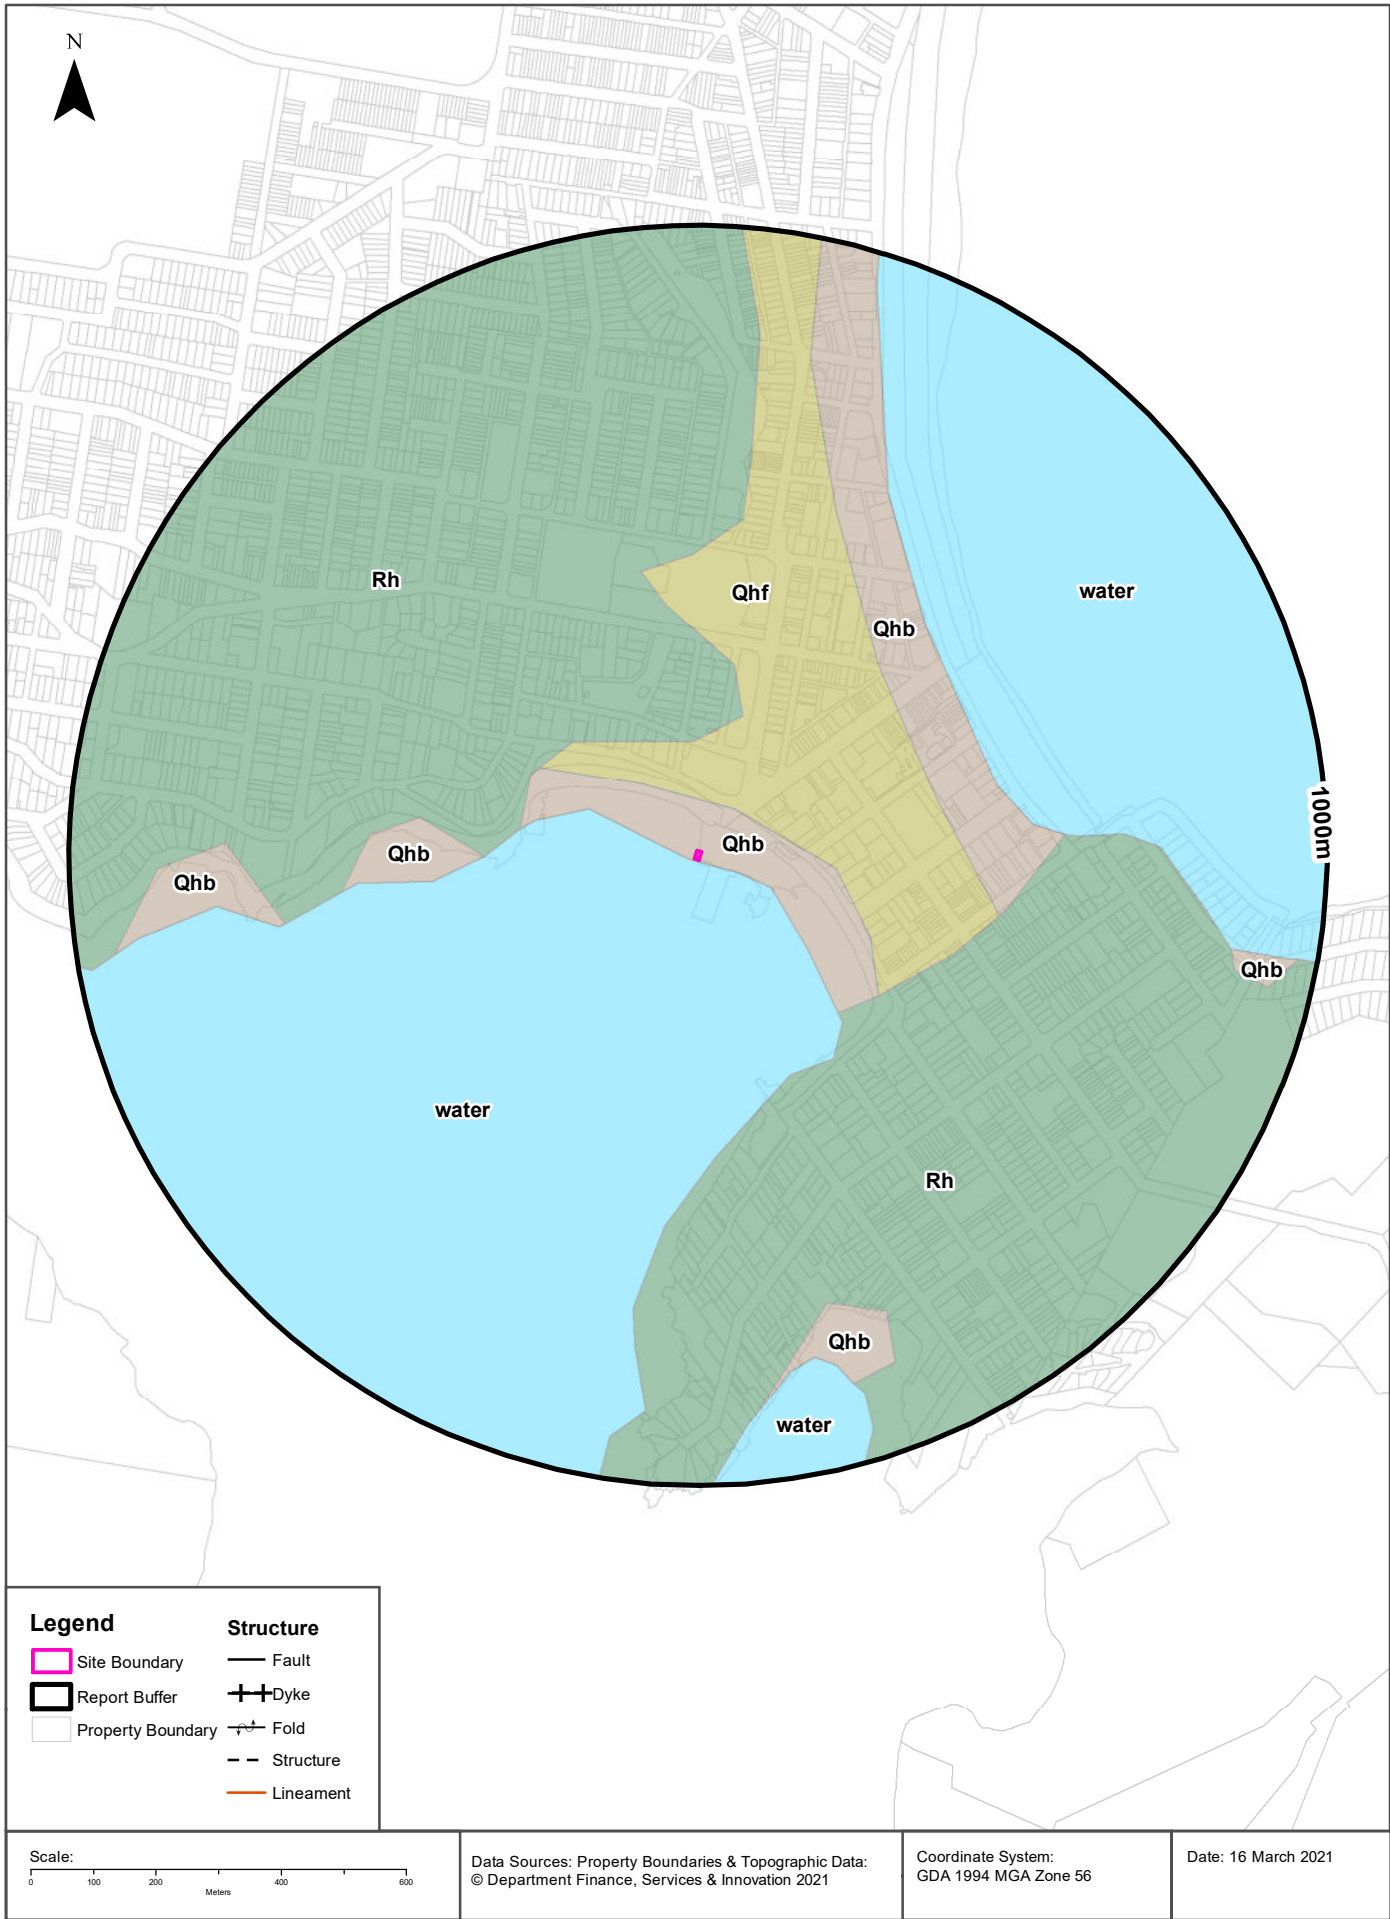 N
Rh
Qhf
water
Qhb
1000m
Qhb
Qhb
Qhb
Qhb
water
Rh
Qhb
water
Legend
Site Boundary
Report Buffer
Property Boundary
Structure
Fault
Dyke
Fold
Structure
Lineament
Scale:
0 100 200 400 600
Meters
Data Sources: Property Boundaries & Topographic Data:
© Department Finance, Services & Innovation 2021
Coordinate System:
GDA 1994 MGA Zone 56
Date: 16 March 2021